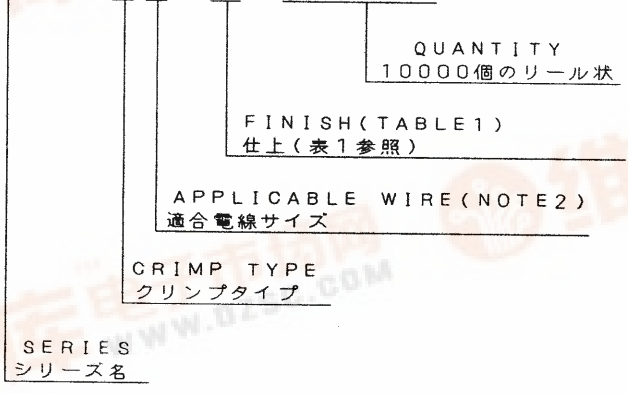 QUANTITY
10000個のリール状
FINISH(TABLE1)
仕上(表1参照)
APPLICABLE WIRE(NOTE2)
適合電線サイズ
CRIMP TYPE
クリンプタイプ
SERIES
シリーズ名